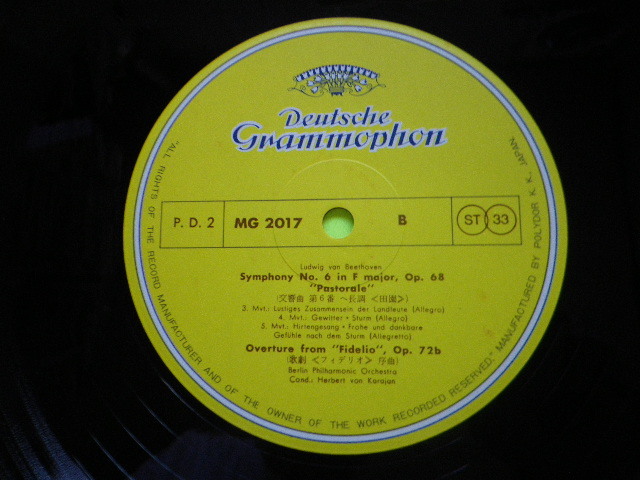 Deutsche
Grammophon
P. D. 2
MG 2017
B
ST 33
Ludwig van Beethoven
Symphony No. 6 in F major, Op. 68
"Pastorale"
(交響曲 第6番 ヘ長調 <田園>)
3. Mvt.: Lustiges Zusammensein der Landleute (Allegro)
4. Mvt.: Gewitter • Sturm (Allegro)
5. Mvt.: Hirtengesang • Frohe und dankbare
Gefühle nach dem Sturm (Allegretto)
Overture from "Fidelio", Op. 72b
(歌劇 <フィデリオ> 序曲)
Berlin Philharmonic Orchestra
Cond.: Herbert von Karajan
"ALL RIGHTS OF THE RECORD MANUFACTURER AND OF THE OWNER OF THE WORK RECORDED RESERVED." MANUFACTURED BY POLYDOR K. K., JAPAN.